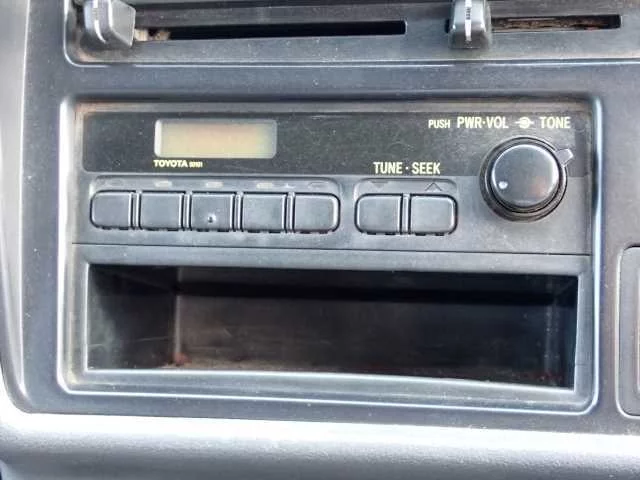 PUSH PWR·VOL TONE
TOYOTA
TUNE · SEEK